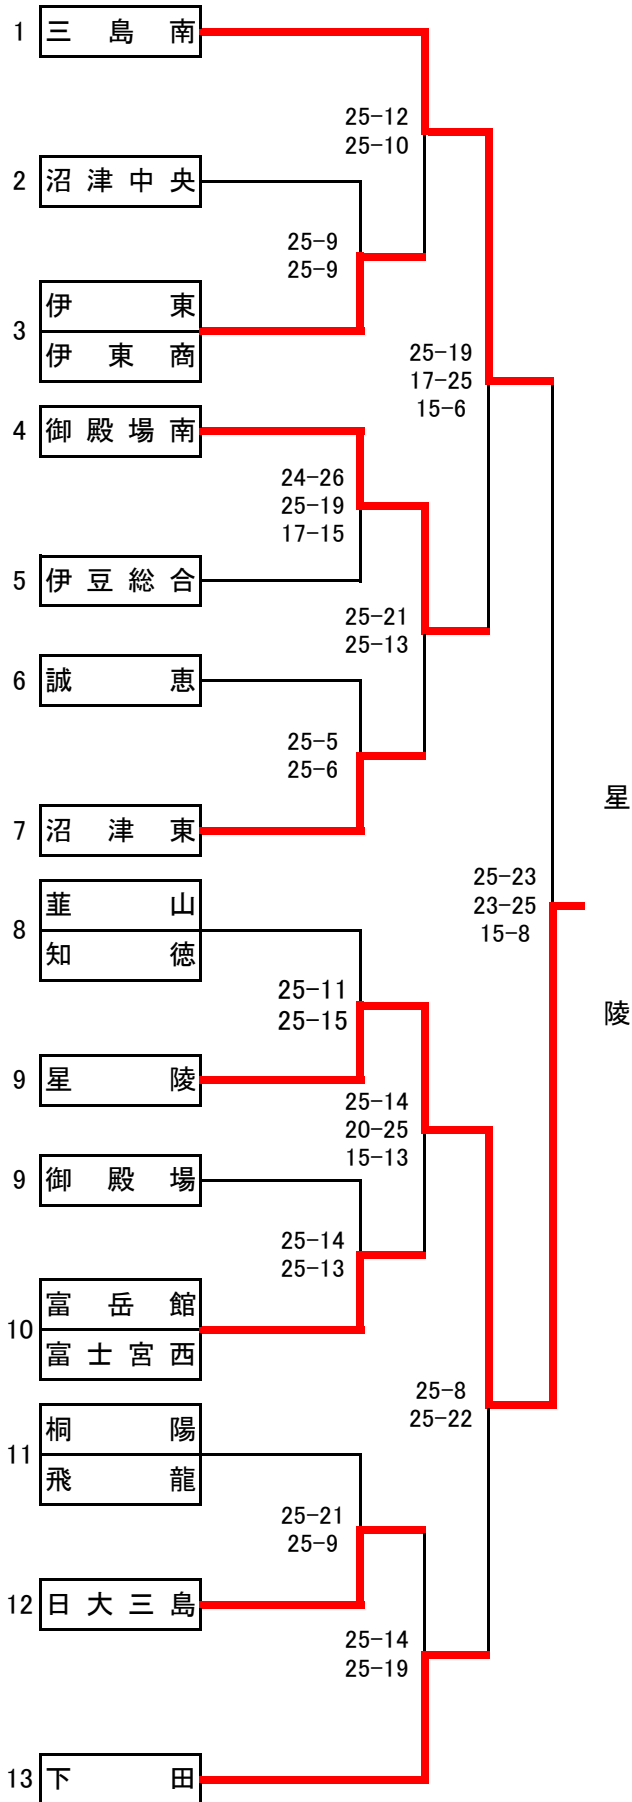 1 三島南
25-12
25-10
2 沼津中央
25-9
25-9
伊東
3
伊東商
25-19
17-25
15-6
4 御殿場南
24-26
25-19
17-15
5 伊豆総合
25-21
25-13
6 誠恵
25-5
25-6
星
7 沼津東
25-23
23-25
15-8
韮山
8
知徳
25-11
25-15
陵
9 星陵
25-14
20-25
15-13
9 御殿場
25-14
25-13
富岳館
10
富士宮西
25-8
25-22
桐陽
11
飛龍
25-21
25-9
12 日大三島
25-14
25-19
13 下田